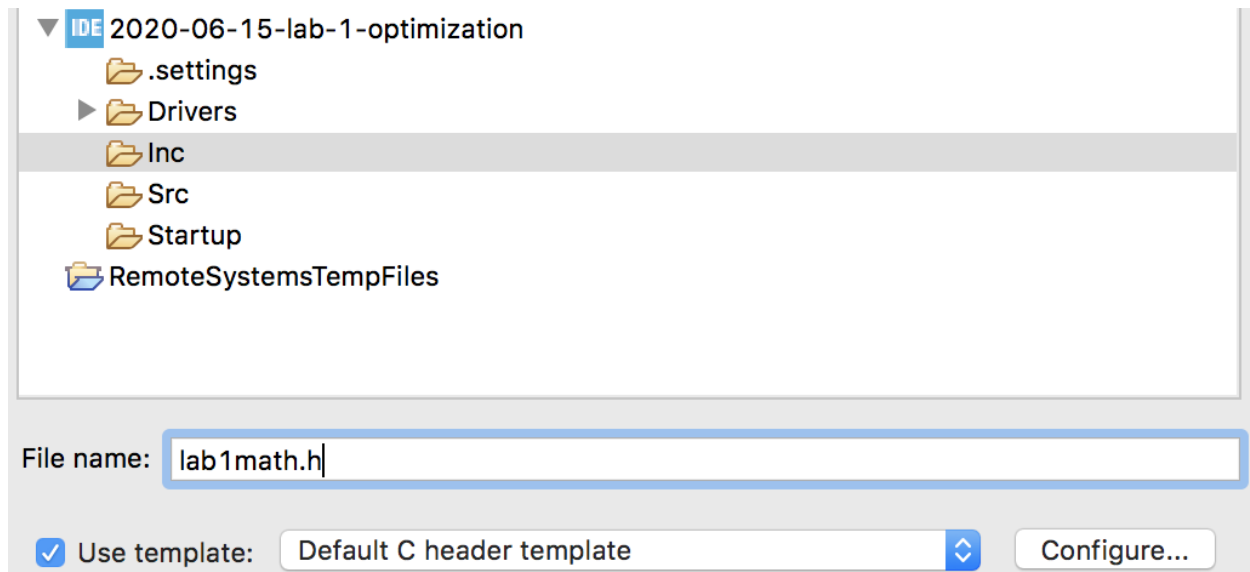 IDE 2020-06-15-lab-1-optimization
.settings
Drivers
Inc
Src
Startup
RemoteSystemsTempFiles
File name: lab1math.h
Use template: Default C header template Configure...